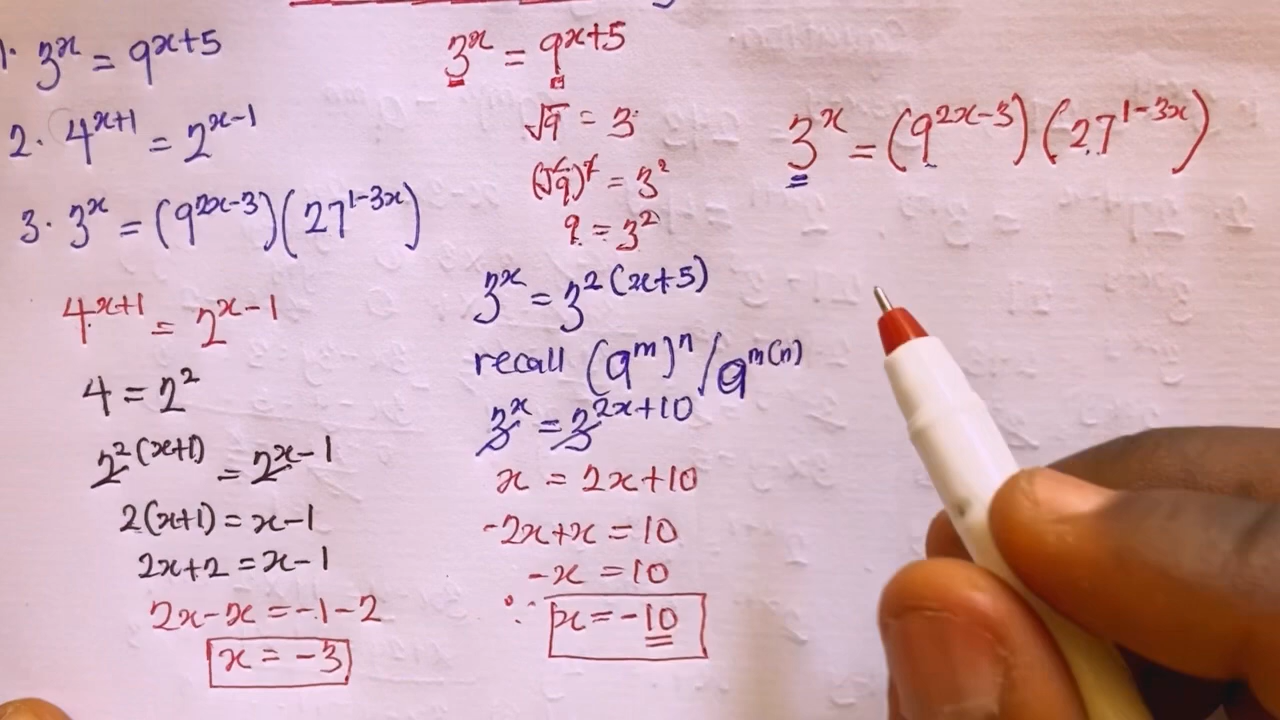 1. 3^x = 9^x+5
2. 4^x+1 = 2^x-1
3. 3^x = (9^2x-3)(27^1-3x)
4^x+1 = 2^x-1
4 = 2^2
2^2(x+1) = 2^x-1
2(x+1) = x-1
2x+2 = x-1
2x-x = -1-2
x = -3
3^x = 9^x+5
√9 = 3
(√9)^2 = 3^2
9 = 3^2
3^x = 3^2(x+5)
recall (a^m)^n / a^m(n)
3^x = 3^2x+10
x = 2x+10
-2x+x = 10
-x = 10
∴ x = -10
3^x = (9^2x-3)(27^1-3x)